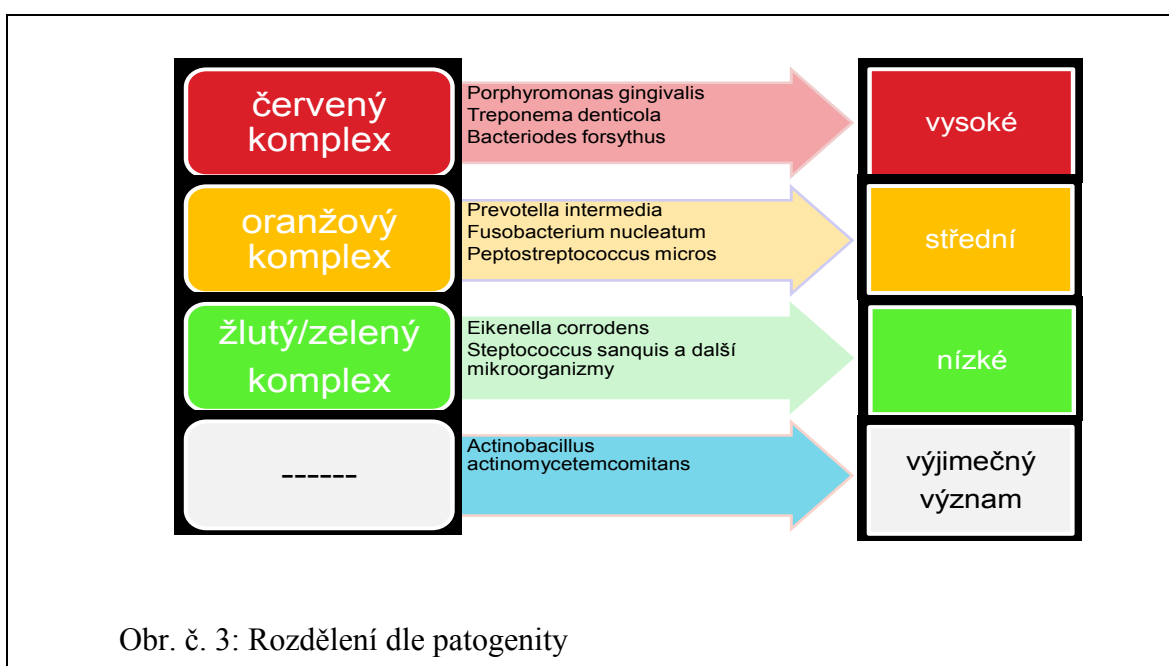 červený
komplex
Porphyromonas gingivalis
Treponema denticola
Bacteriodes forsythus
vysoké
oranžový
komplex
Prevotella intermedia
Fusobacterium nucleatum
Peptostreptococcus micros
střední
žlutý/zelený
komplex
Eikenella corrodens
Steptococcus sanquis a další
mikroorganizmy
nízké
------
Actinobacillus
actinomycetemcomitans
výjimečný
význam
Obr. č. 3: Rozdělení dle patogenity